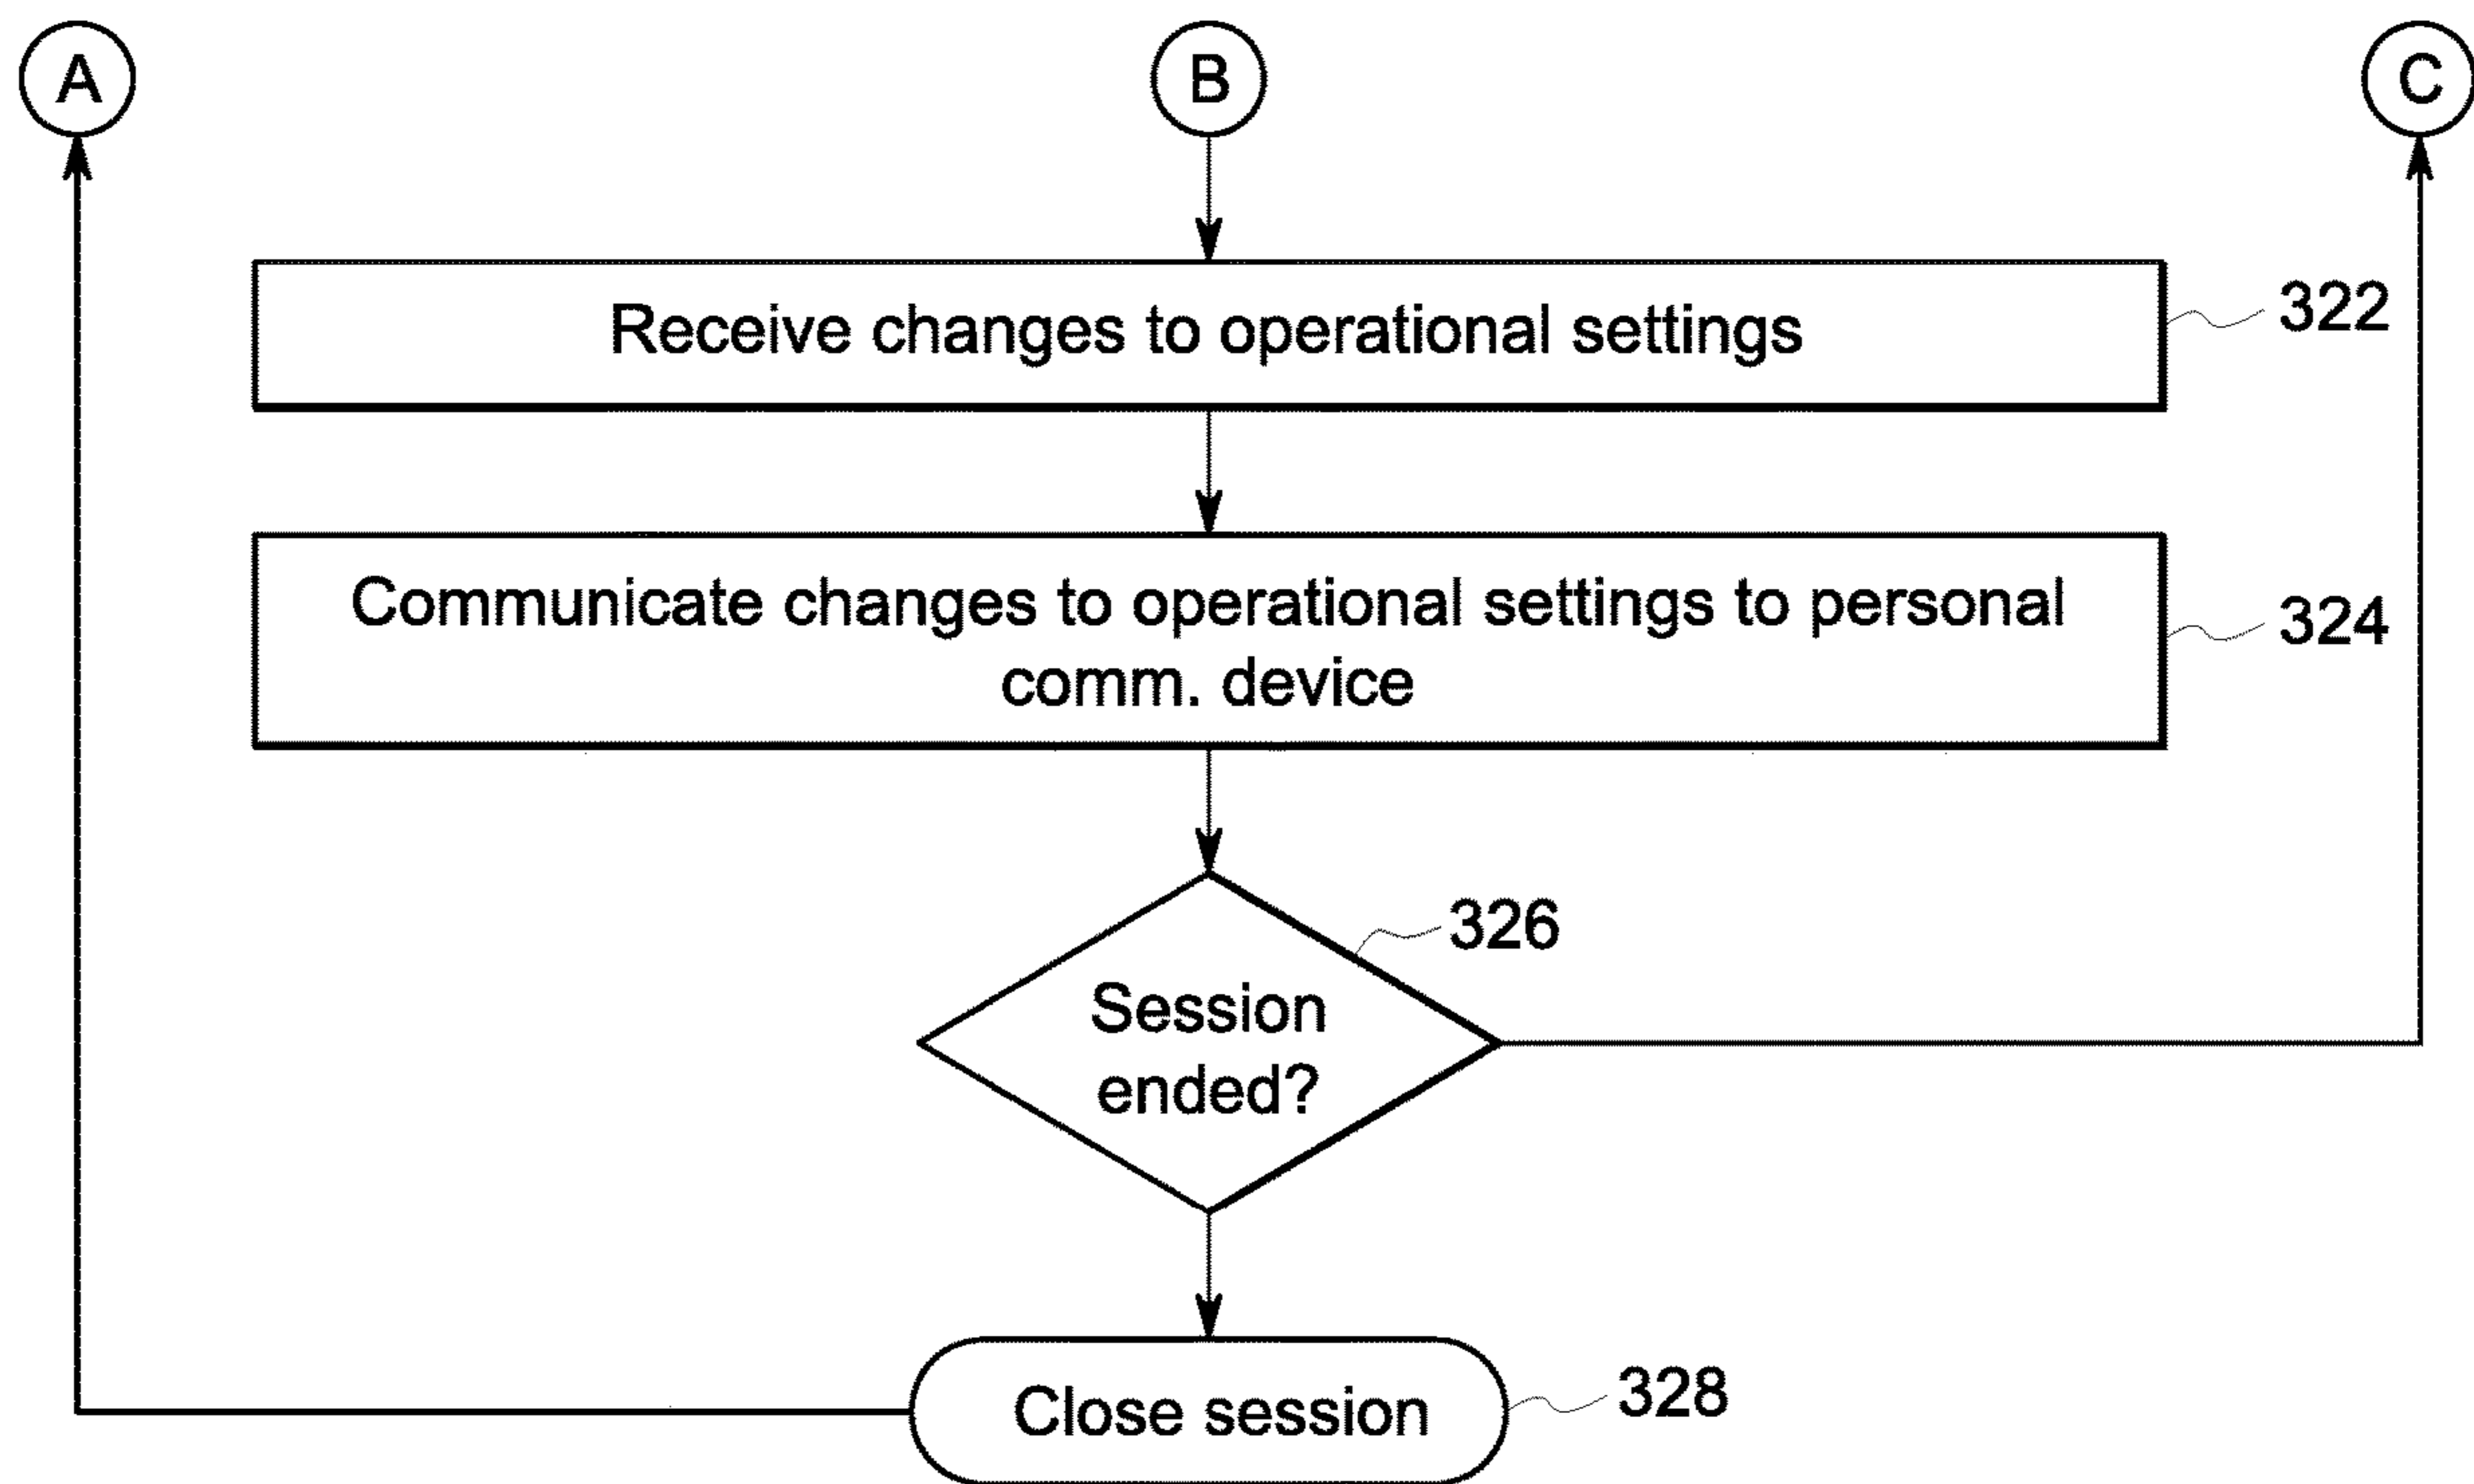 A
B
C
Receive changes to operational settings
322
Communicate changes to operational settings to personal
comm. device
324
326
Session
ended?
Close session
328